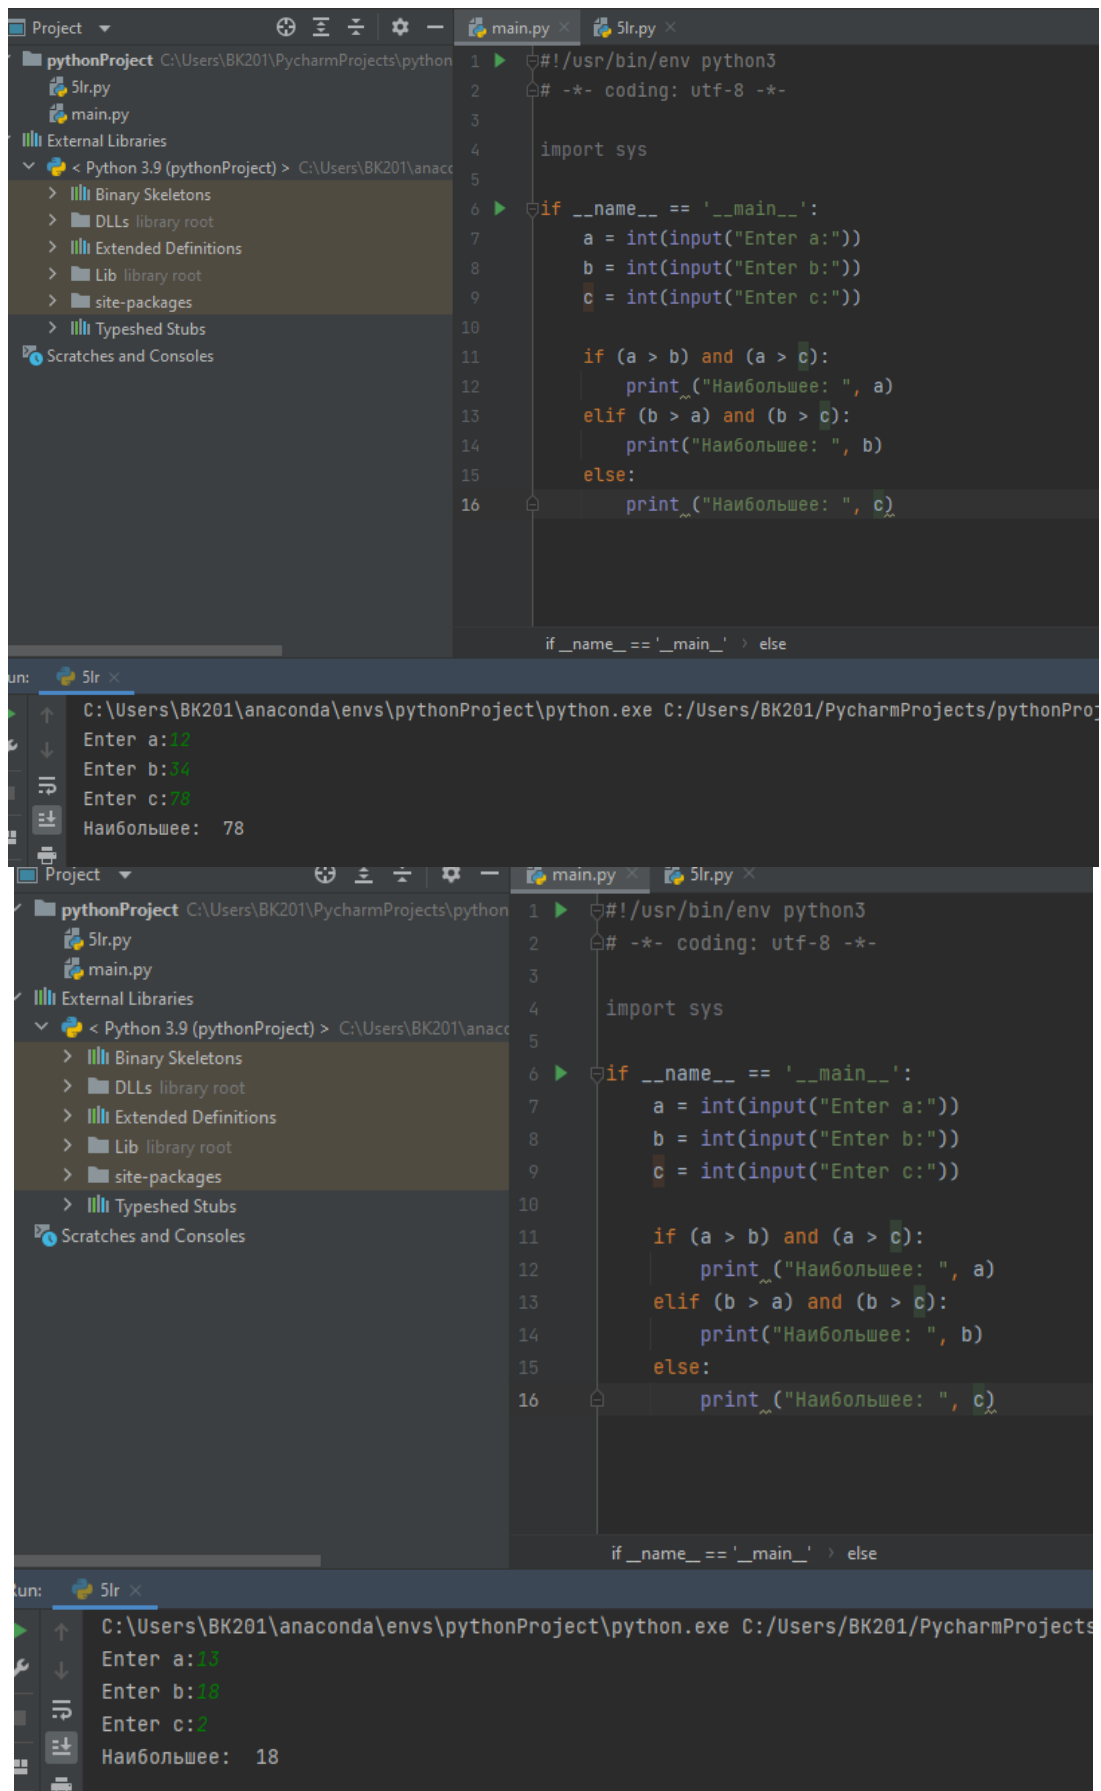 Project
main.py
5lr.py
pythonProject C:\Users\BK201\PycharmProjects\python
5lr.py
main.py
External Libraries
< Python 3.9 (pythonProject) > C:\Users\BK201\anacc
Binary Skeletons
DLLs library root
Extended Definitions
Lib library root
site-packages
Typeshed Stubs
Scratches and Consoles
1 #!/usr/bin/env python3
2 # -*- coding: utf-8 -*-
3
4 import sys
5
6 if __name__ == '__main__':
7 a = int(input("Enter a:"))
8 b = int(input("Enter b:"))
9 c = int(input("Enter c:"))
10
11 if (a > b) and (a > c):
12 print ("Наибольшее: ", a)
13 elif (b > a) and (b > c):
14 print("Наибольшее: ", b)
15 else:
16 print ("Наибольшее: ", c)
if __name__ == '__main__' > else
un: 5lr
C:\Users\BK201\anaconda\envs\pythonProject\python.exe C:/Users/BK201/PycharmProjects/pythonProj
Enter a:12
Enter b:34
Enter c:78
Наибольшее:  78
Project
main.py
5lr.py
pythonProject C:\Users\BK201\PycharmProjects\python
5lr.py
main.py
External Libraries
< Python 3.9 (pythonProject) > C:\Users\BK201\anacc
Binary Skeletons
DLLs library root
Extended Definitions
Lib library root
site-packages
Typeshed Stubs
Scratches and Consoles
1 #!/usr/bin/env python3
2 # -*- coding: utf-8 -*-
3
4 import sys
5
6 if __name__ == '__main__':
7 a = int(input("Enter a:"))
8 b = int(input("Enter b:"))
9 c = int(input("Enter c:"))
10
11 if (a > b) and (a > c):
12 print ("Наибольшее: ", a)
13 elif (b > a) and (b > c):
14 print("Наибольшее: ", b)
15 else:
16 print ("Наибольшее: ", c)
if __name__ == '__main__' > else
Run: 5lr
C:\Users\BK201\anaconda\envs\pythonProject\python.exe C:/Users/BK201/PycharmProjects
Enter a:13
Enter b:18
Enter c:2
Наибольшее:  18